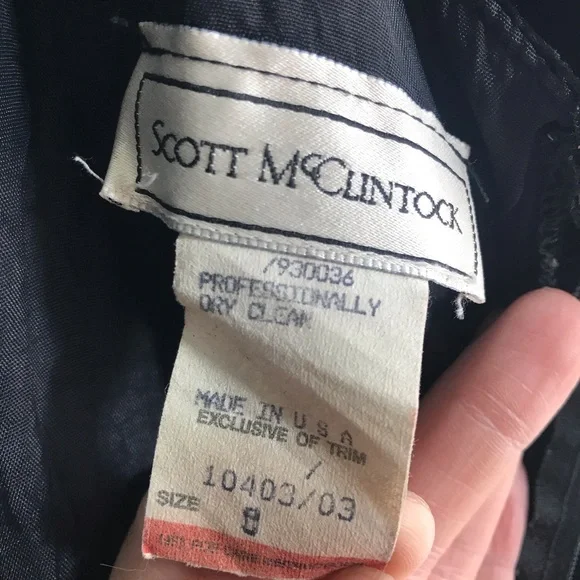 SCOTT McCLINTOCK
/930036
PROFESSIONALLY
DRY CLEAN
MADE IN U S A
EXCLUSIVE OF TRIM
/
10403/03
SIZE 8